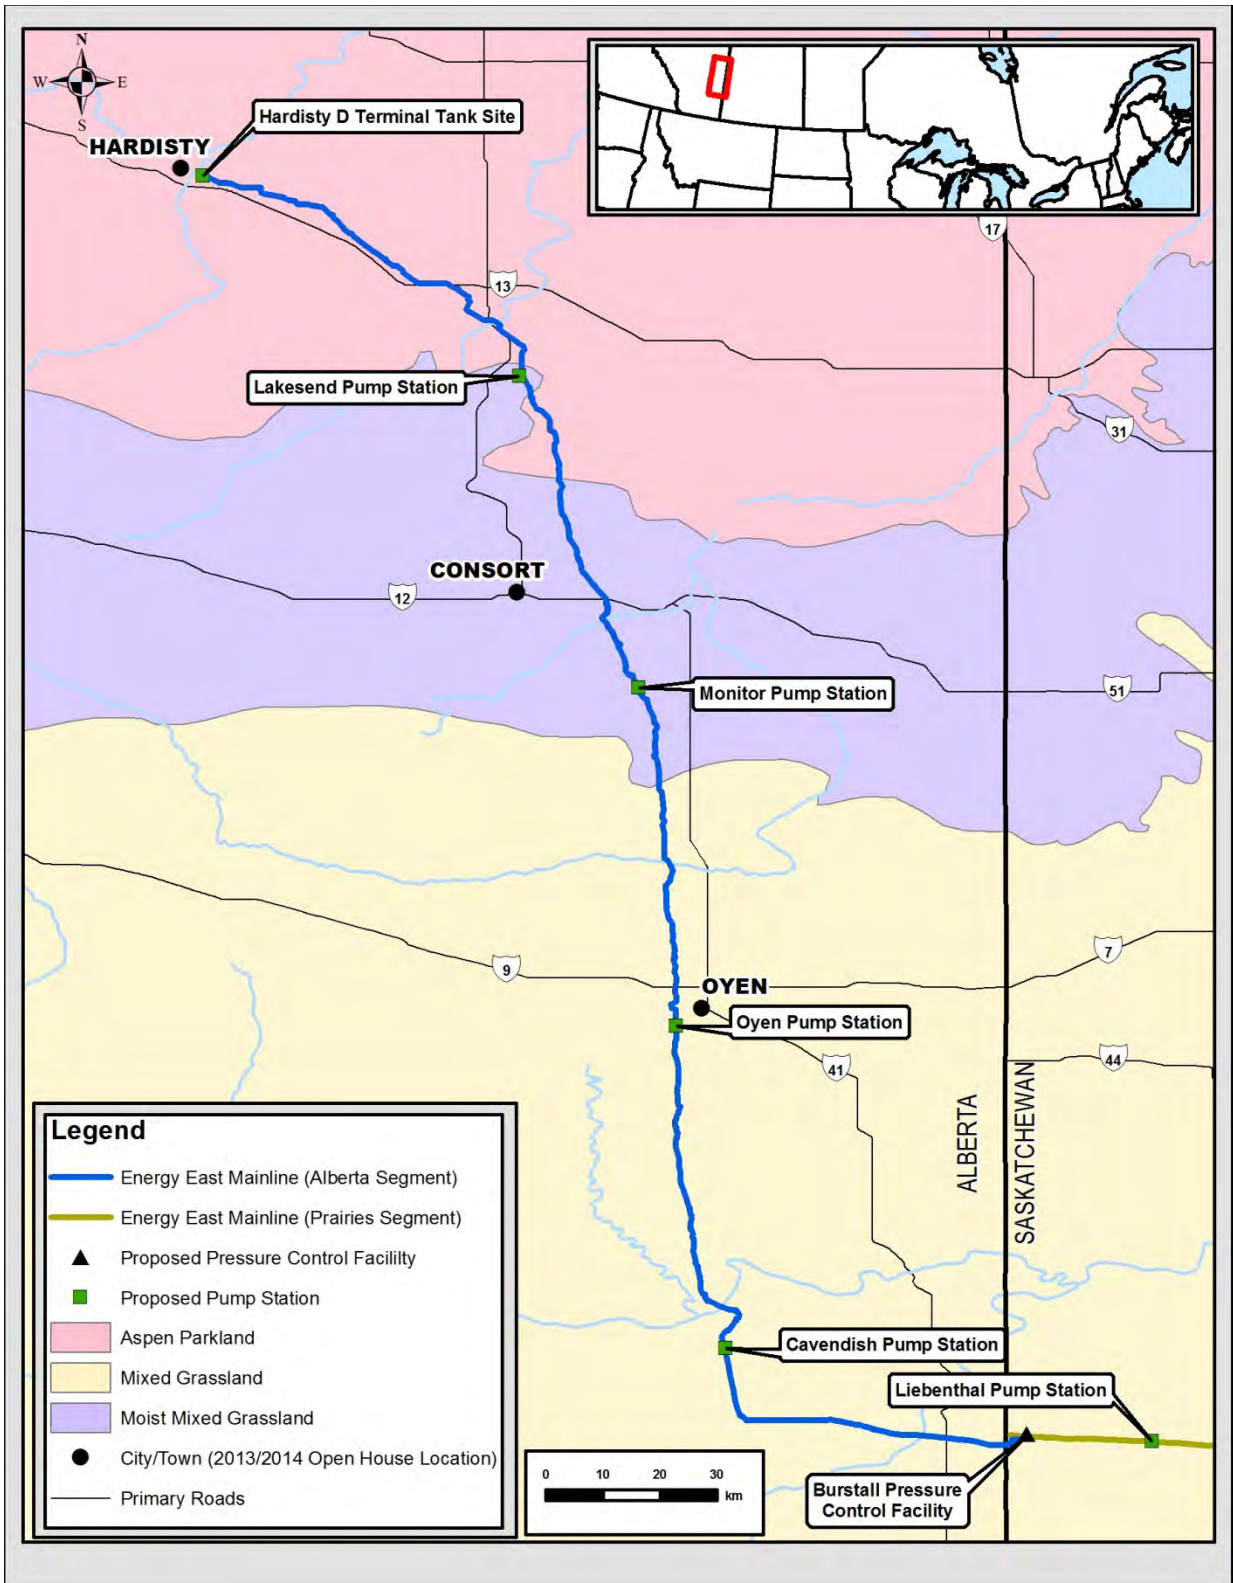 N
W
E
S
Hardisty D Terminal Tank Site
HARDISTY
17
13
Lakesend Pump Station
31
CONSORT
12
Monitor Pump Station
51
7
9
OYEN
Oyen Pump Station
44
41
ALBERTA
SASKATCHEWAN
Legend
Energy East Mainline (Alberta Segment)
Energy East Mainline (Prairies Segment)
Proposed Pressure Control Facililty
Proposed Pump Station
Aspen Parkland
Mixed Grassland
Moist Mixed Grassland
City/Town (2013/2014 Open House Location)
Primary Roads
Cavendish Pump Station
Liebenthal Pump Station
Burstall Pressure
Control Facility
0 10 20 30
km